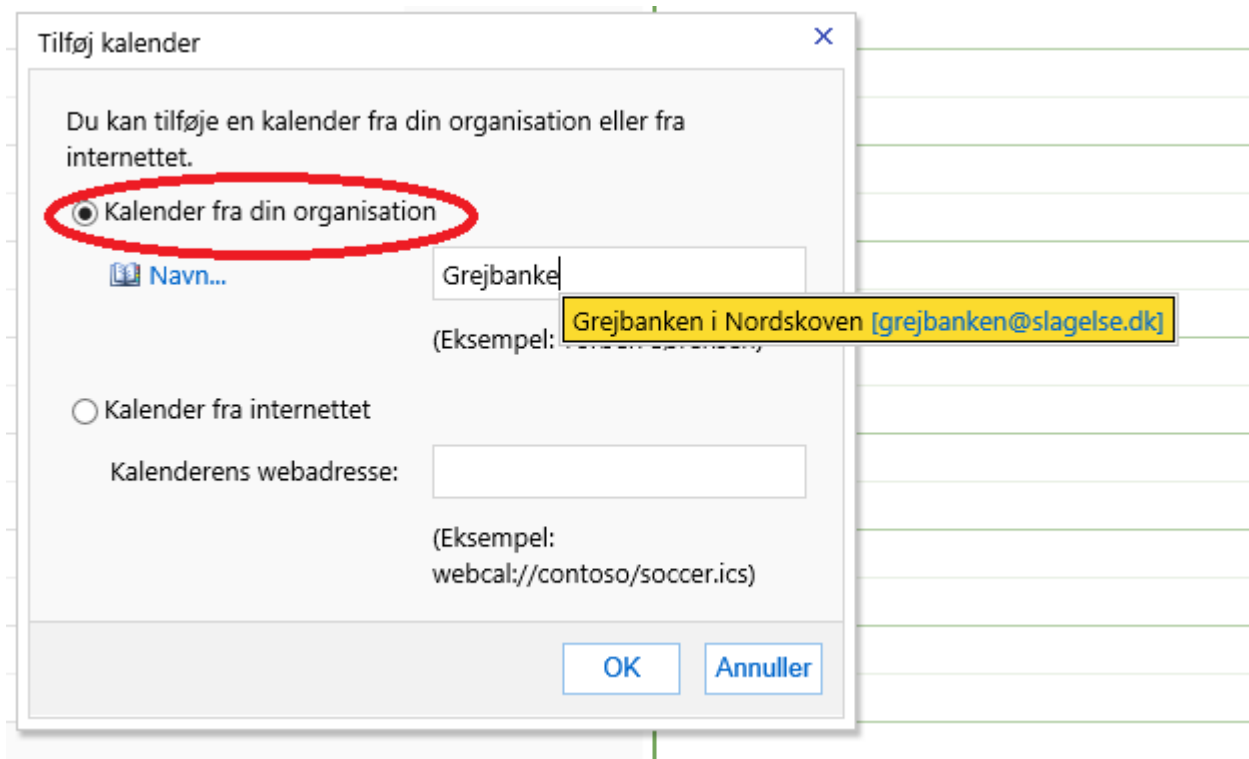 Tilføj kalender
Du kan tilføje en kalender fra din organisation eller fra
internettet.
Kalender fra din organisation
Navn...
Grejbanke
Grejbanken i Nordskoven [grejbanken@slagelse.dk]
(Eksempel:
Kalender fra internettet
Kalenderens webadresse:
(Eksempel:
webcal://contoso/soccer.ics)
OK
Annuller